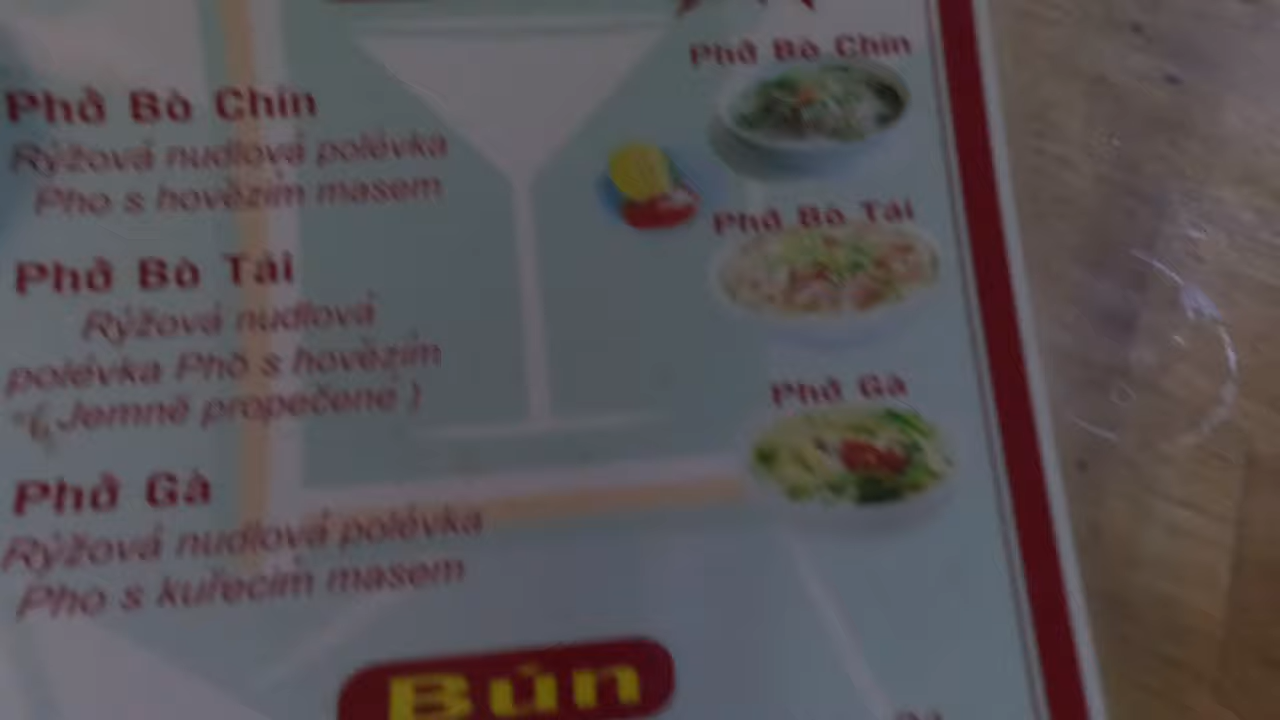 Phở Bò Chín
Rýžová nudlová polévka
Pho s hovězím masem
Phở Bò Tái
Rýžová nudlová
polévka Pho s hovězím
( Jemně propečené )
Phở Gà
Rýžová nudlová polévka
Pho s kuřecím masem
Phở Bò Chín
Phở Bò Tái
Phở Gà
Bún